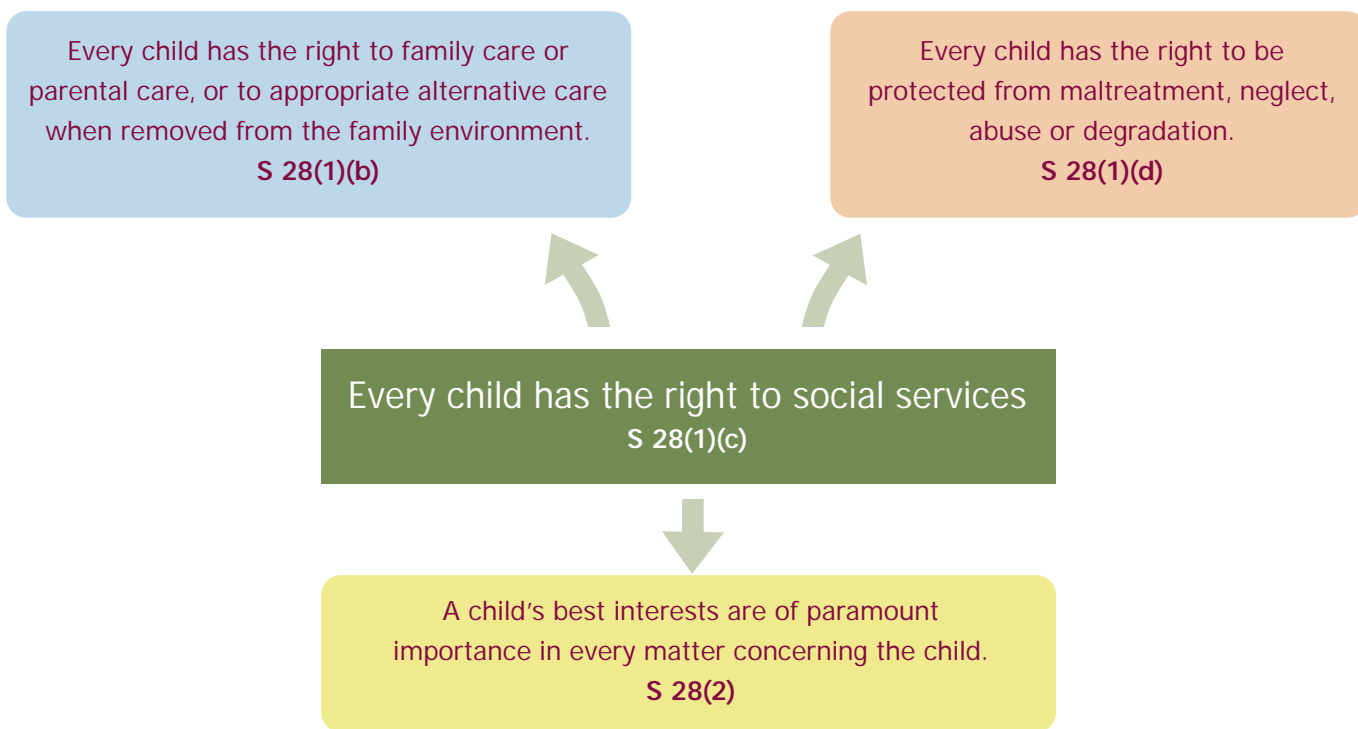 Every child has the right to family care or
parental care, or to appropriate alternative care
when removed from the family environment.
S 28(1)(b)
Every child has the right to be
protected from maltreatment, neglect,
abuse or degradation.
S 28(1)(d)
Every child has the right to social services
S 28(1)(c)
A child’s best interests are of paramount
importance in every matter concerning the child.
S 28(2)